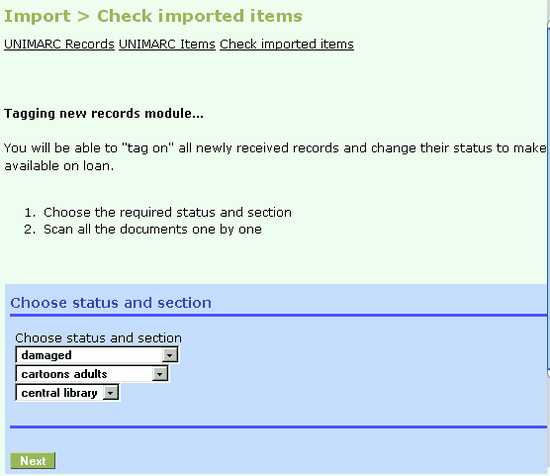 Import > Check imported items
UNIMARC Records UNIMARC Items Check imported items
Tagging new records module...
You will be able to "tag on" all newly received records and change their status to make
available on loan.
1. Choose the required status and section
2. Scan all the documents one by one
Choose status and section
Choose status and section
damaged
cartoons adults
central library
Next